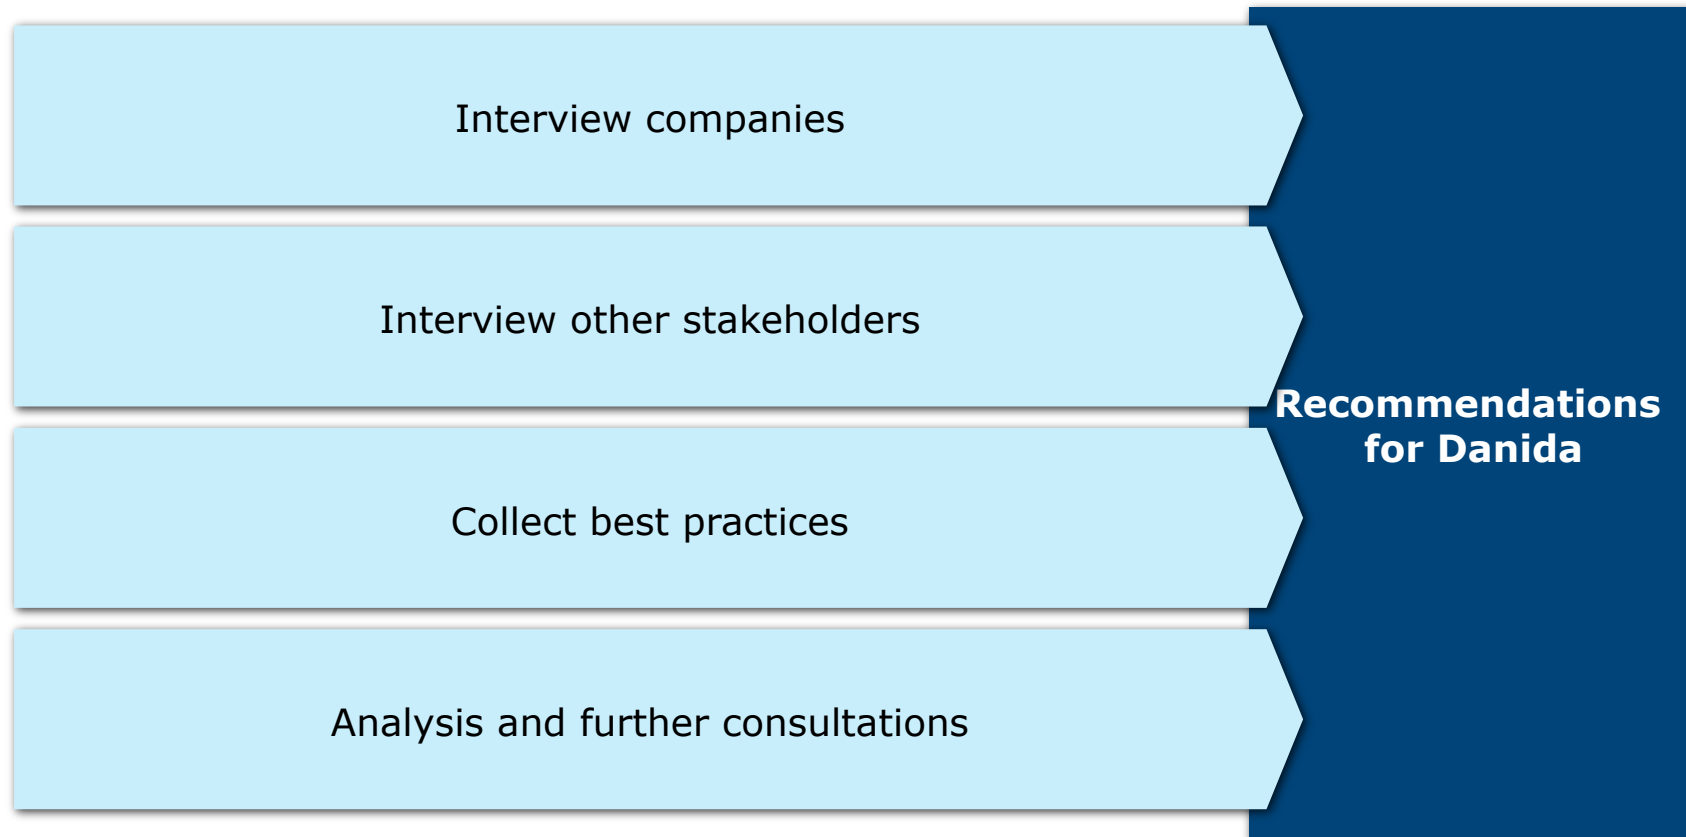 Interview companies
Interview other stakeholders
Recommendations
for Danida
Collect best practices
Analysis and further consultations